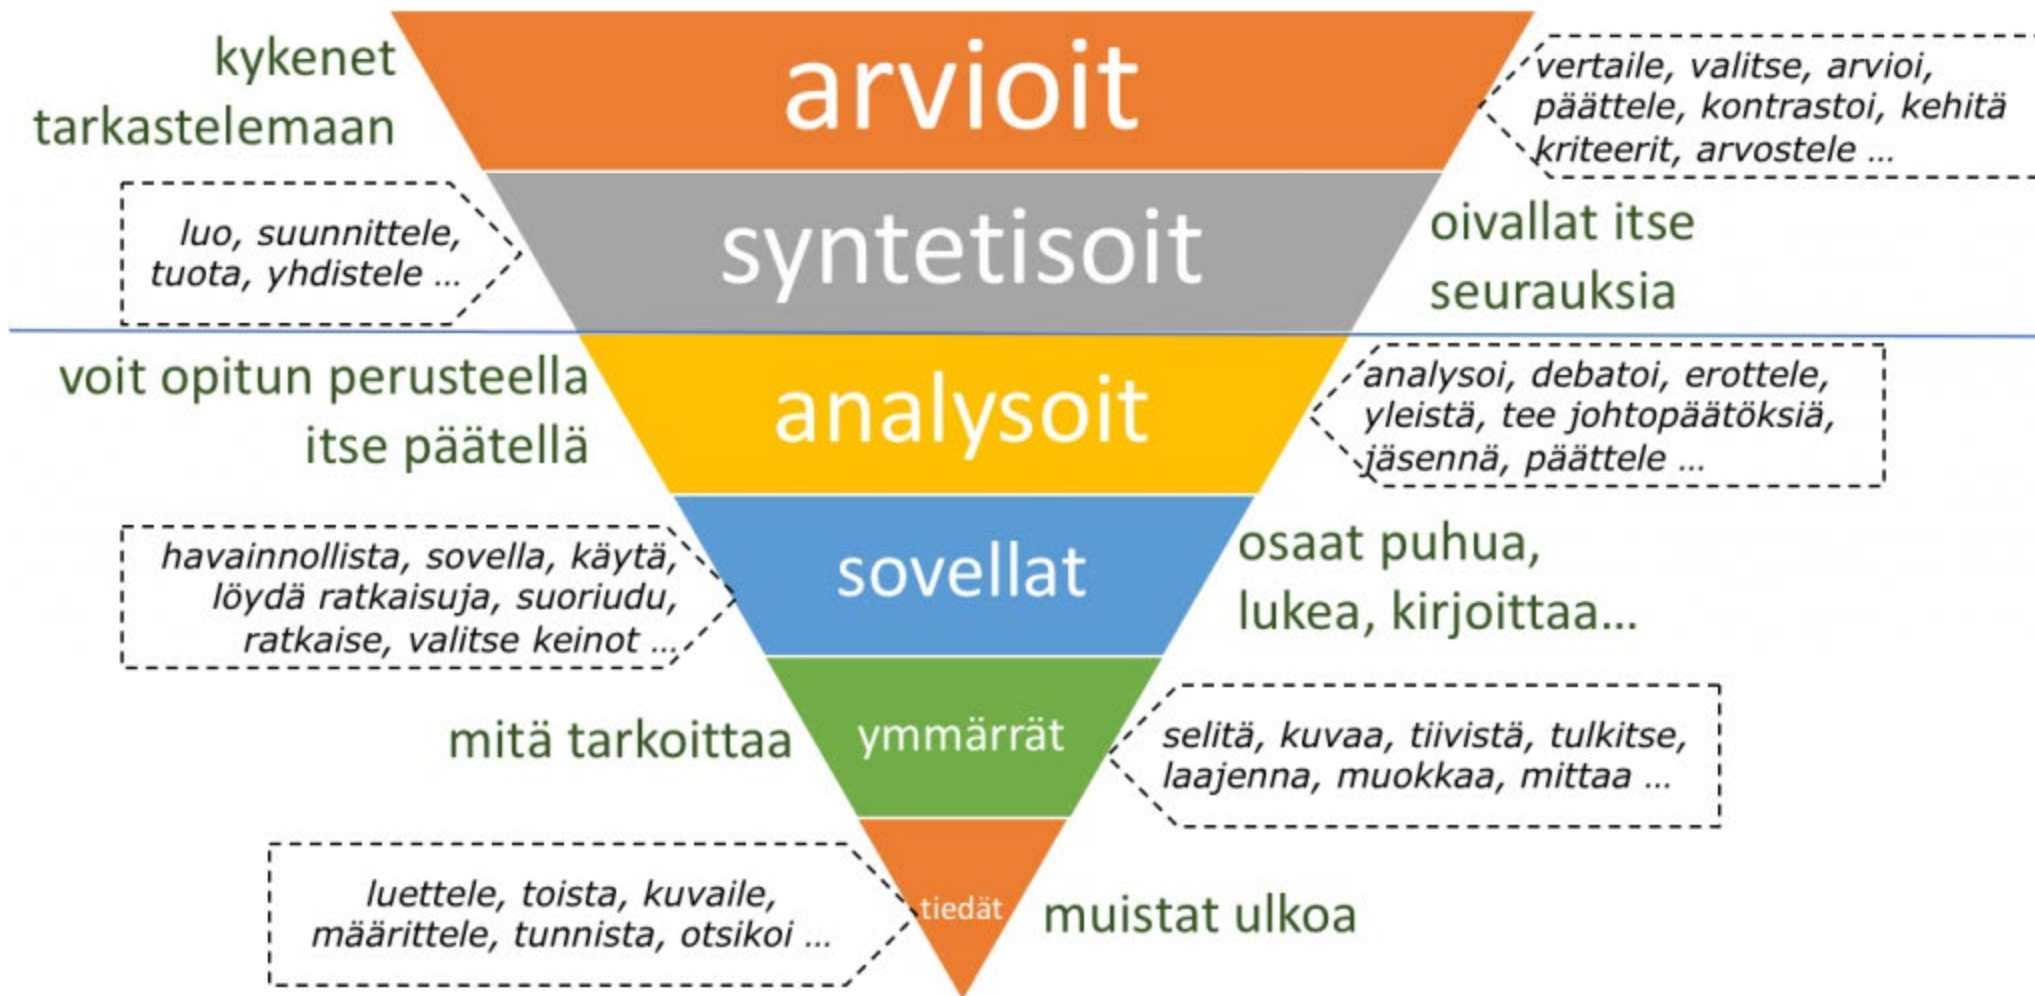 kykenet
tarkastelemaan
arvioit
vertaile, valitse, arvioi,
päättele, kontrastoi, kehitä
kriteerit, arvostele ...
luo, suunnittele,
tuota, yhdistele ...
syntetisoit
oivallat itse
seurauksia
voit opitun perusteella
itse päätellä
analysoit
analysoi, debatoi, erottele,
yleistä, tee johtopäätöksiä,
jäsennä, päättele ...
havainnollista, sovella, käytä,
löydä ratkaisuja, suoriudu,
ratkaise, valitse keinot ...
sovellat
osaat puhua,
lukea, kirjoittaa...
mitä tarkoittaa
ymmärrät
selitä, kuvaa, tiivistä, tulkitse,
laajenna, muokkaa, mittaa ...
luettele, toista, kuvaile,
määrittele, tunnista, otsikoi ...
tiedät
muistat ulkoa